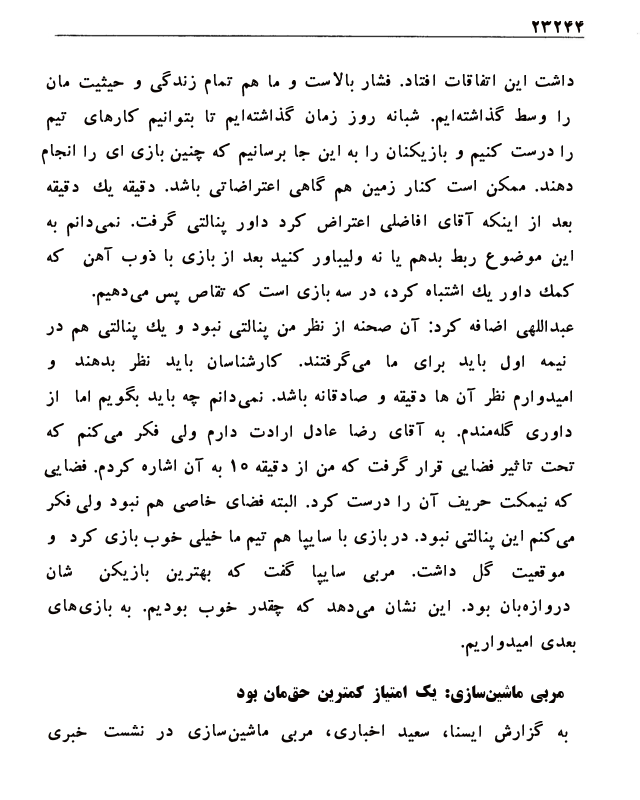 ۲۳۲۴۴
داشت این اتفاقات افتاد. فشار بالاست و ما هم تمام زندگی و حیثیت مان
را وسط گذاشته‌ایم. شبانه روز زمان گذاشته‌ایم تا بتوانیم کارهای تیم
را درست کنیم و بازیکنان را به این جا برسانیم که چنین بازی ای را انجام
دهند. ممکن است کنار زمین هم گاهی اعتراضاتی باشد. دقیقه یك دقیقه
بعد از اینکه آقای افاضلی اعتراض کرد داور پنالتی گرفت. نمی‌دانم به
این موضوع ربط بدهم یا نه ولیباور کنید بعد از بازی با ذوب آهن که
کمك داور یك اشتباه کرد، در سه بازی است که تقاص پس می‌دهیم.
عبداللهی اضافه کرد: آن صحنه از نظر من پنالتی نبود و یك پنالتی هم در
نیمه اول باید برای ما می‌گرفتند. کارشناسان باید نظر بدهند و
امیدوارم نظر آن ها دقیقه و صادقانه باشد. نمی‌دانم چه باید بگویم اما از
داوری گله‌مندم. به آقای رضا عادل ارادت دارم ولی فکر می‌کنم که
تحت تاثیر فضایی قرار گرفت که من از دقیقه ۱۰ به آن اشاره کردم. فضایی
که نیمکت حریف آن را درست کرد. البته فضای خاصی هم نبود ولی فکر
می‌کنم این پنالتی نبود. در بازی با سایپا هم تیم ما خیلی خوب بازی کرد و
موقعیت گل داشت. مربی سایپا گفت که بهترین بازیکن شان
دروازه‌بان بود. این نشان می‌دهد که چقدر خوب بودیم. به بازی‌های
بعدی امیدواریم.
مربی ماشین‌سازی: یک امتیاز کمترین حق‌مان بود
به گزارش ایسنا، سعید اخباری، مربی ماشین‌سازی در نشست خبری